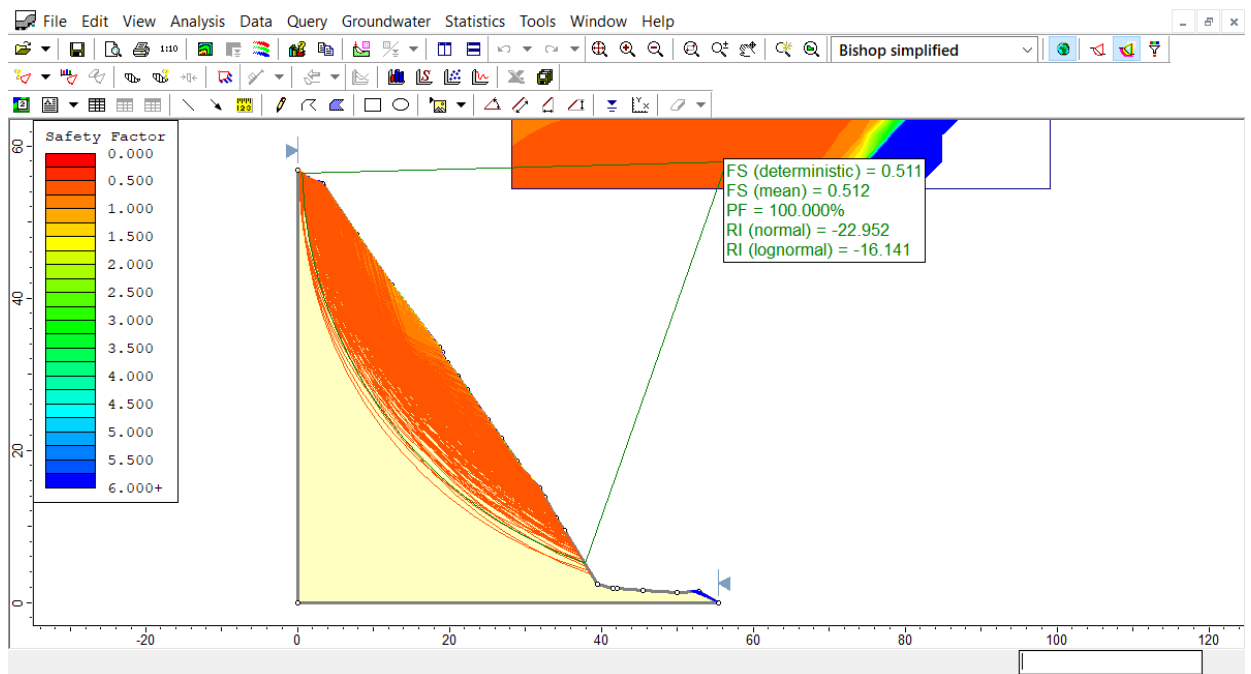 File Edit View Analysis Data Query Groundwater Statistics Tools Window Help
1:10
Bishop simplified
Safety Factor
0.000
0.500
1.000
1.500
2.000
2.500
3.000
3.500
4.000
4.500
5.000
5.500
6.000+
FS (deterministic) = 0.511
FS (mean) = 0.512
PF = 100.000%
RI (normal) = -22.952
RI (lognormal) = -16.141
60
40
20
0
-20 0 20 40 60 80 100 120